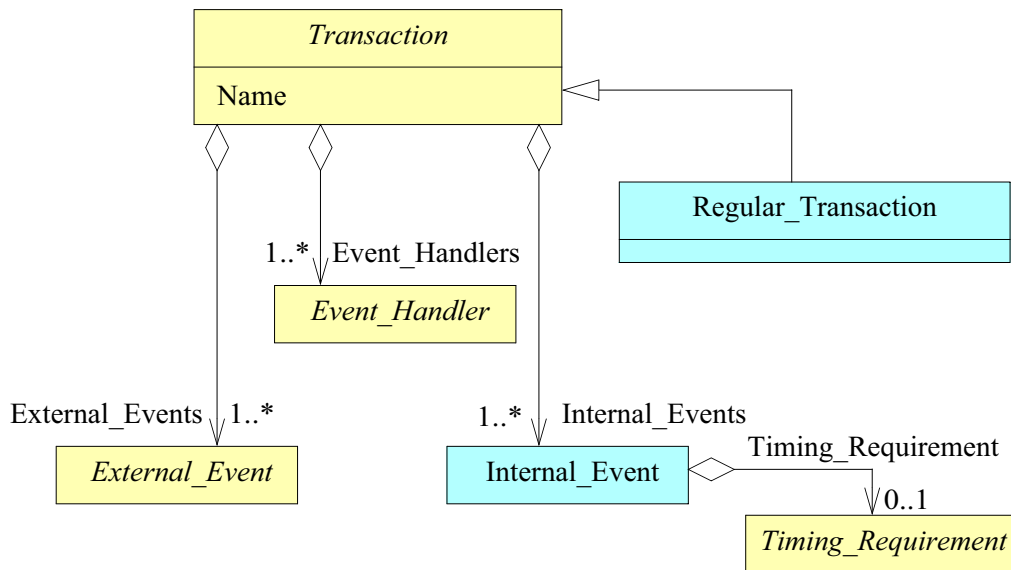 Transaction
Name
Regular_Transaction
1..* Event_Handlers
Event_Handler
External_Events 1..*
1..* Internal_Events
External_Event
Internal_Event
Timing_Requirement
0..1
Timing_Requirement